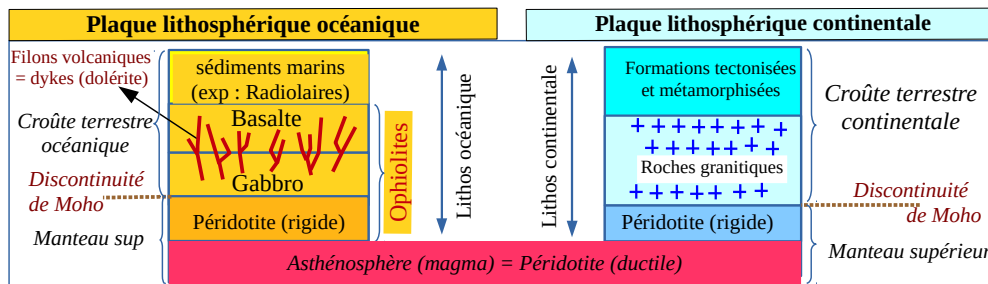 Plaque lithosphérique océanique
Plaque lithosphérique continentale
Filons volcaniques
= dykes (dolérite)
Croûte terrestre
océanique
Discontinuité
de Moho
Manteau sup
sédiments marins
(exp : Radiolaires)
Basalte
Gabbro
Péridotite (rigide)
Ophiolites
Lithos océanique
Lithos continentale
Formations tectonisées
et métamorphisées
Roches granitiques
Péridotite (rigide)
Croûte terrestre
continentale
Discontinuité
de Moho
Manteau supérieur
Asthénosphère (magma) = Péridotite (ductile)